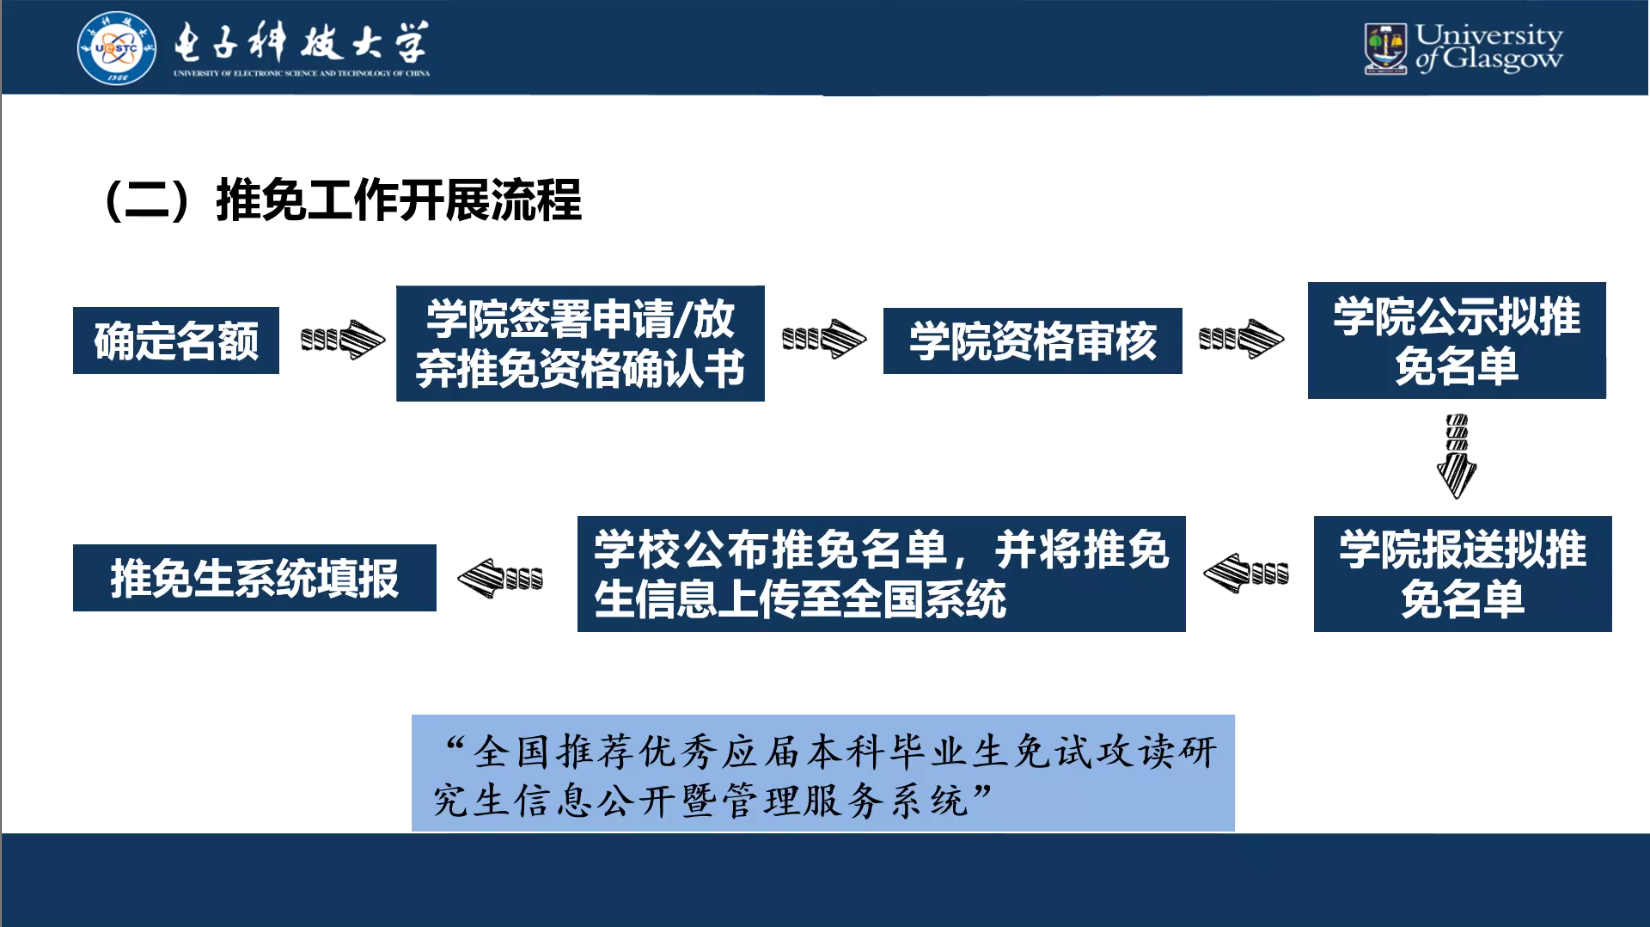 电子科技大学
UNIVERSITY OF ELECTRONIC SCIENCE AND TECHNOLOGY OF CHINA
UESTC
1956
University
of Glasgow
（二）推免工作开展流程
确定名额
学院签署申请/放
弃推免资格确认书
学院资格审核
学院公示拟推
免名单
学院报送拟推
免名单
学校公布推免名单，并将推免
生信息上传至全国系统
推免生系统填报
“全国推荐优秀应届本科毕业生免试攻读研
究生信息公开暨管理服务系统”